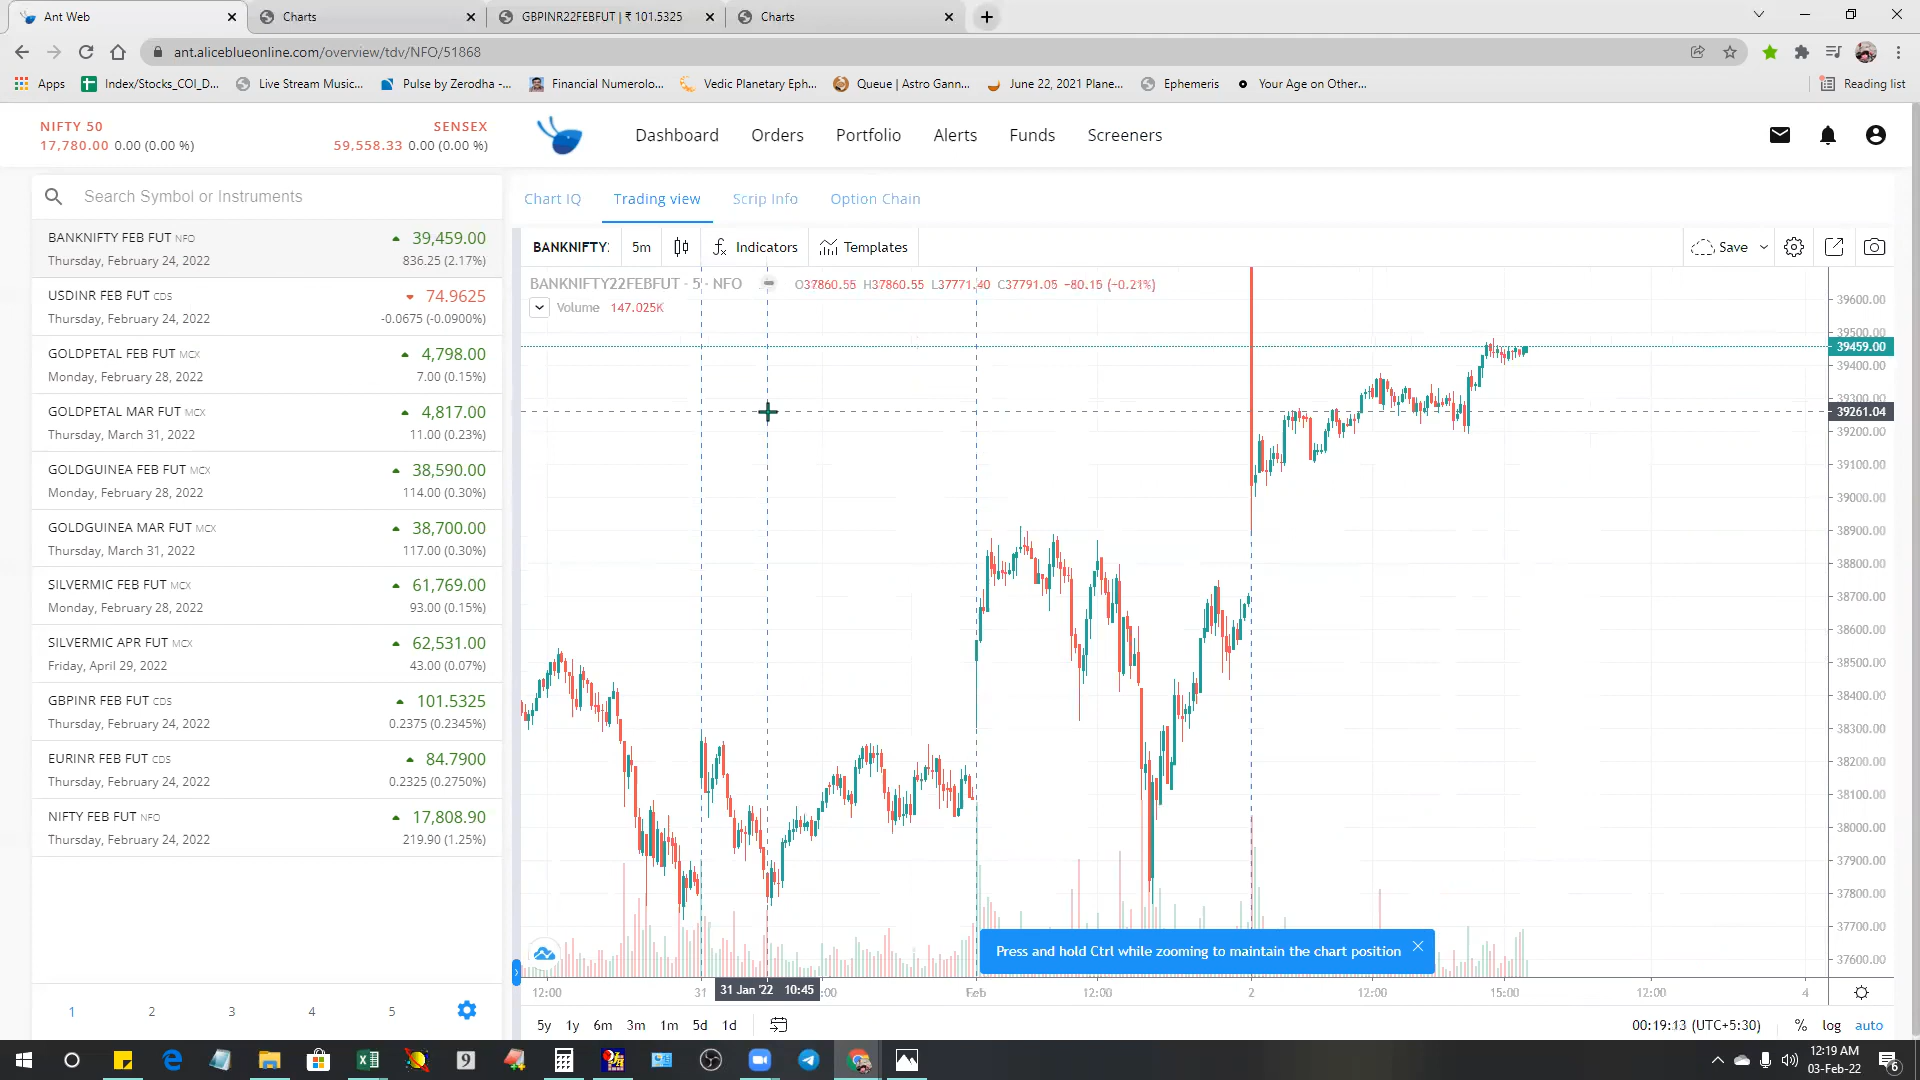 Ant Web
Charts
GBPINR22FEBFUT | ₹ 101.5325
Charts
ant.aliceblueonline.com/overview/tdv/NFO/51868
Apps
Index/Stocks_COI_D...
Live Stream Music...
Pulse by Zerodha -...
Financial Numerolo...
Vedic Planetary Eph...
Queue | Astro Gann...
June 22, 2021 Plane...
Ephemeris
Your Age on Other...
Reading list
NIFTY 50
17,780.00 0.00 (0.00 %)
SENSEX
59,558.33 0.00 (0.00 %)
Dashboard
Orders
Portfolio
Alerts
Funds
Screeners
Search Symbol or Instruments
BANKNIFTY FEB FUT NFO
39,459.00
Thursday, February 24, 2022
836.25 (2.17%)
USDINR FEB FUT CDS
74.9625
Thursday, February 24, 2022
-0.0675 (-0.0900%)
GOLDPETAL FEB FUT MCX
4,798.00
Monday, February 28, 2022
7.00 (0.15%)
GOLDPETAL MAR FUT MCX
4,817.00
Thursday, March 31, 2022
11.00 (0.23%)
GOLDGUINEA FEB FUT MCX
38,590.00
Monday, February 28, 2022
114.00 (0.30%)
GOLDGUINEA MAR FUT MCX
38,700.00
Thursday, March 31, 2022
117.00 (0.30%)
SILVERMIC FEB FUT MCX
61,769.00
Monday, February 28, 2022
93.00 (0.15%)
SILVERMIC APR FUT MCX
62,531.00
Friday, April 29, 2022
43.00 (0.07%)
GBPINR FEB FUT CDS
101.5325
Thursday, February 24, 2022
0.2375 (0.2345%)
EURINR FEB FUT CDS
84.7900
Thursday, February 24, 2022
0.2325 (0.2750%)
NIFTY FEB FUT NFO
17,808.90
Thursday, February 24, 2022
219.90 (1.25%)
1 2 3 4 5
Chart IQ
Trading view
Scrip Info
Option Chain
BANKNIFTY:
5m
Indicators
Templates
Save
BANKNIFTY22FEBFUT · 5 · NFO
O37860.55 H37860.55 L37771.40 C37791.05 −80.15 (−0.21%)
Volume 147.025K
39600.00
39500.00
39459.00
39400.00
39300.00
39261.04
39200.00
39100.00
39000.00
38900.00
38800.00
38700.00
38600.00
38500.00
38400.00
38300.00
38200.00
38100.00
38000.00
37900.00
37800.00
37700.00
37600.00
Press and hold Ctrl while zooming to maintain the chart position
12:00
31
31 Jan '22 10:45
:00
Feb
12:00
2
12:00
15:00
12:00
4
5y 1y 6m 3m 1m 5d 1d
00:19:13 (UTC+5:30)
%
log
auto
9
12:19 AM
03-Feb-22
6